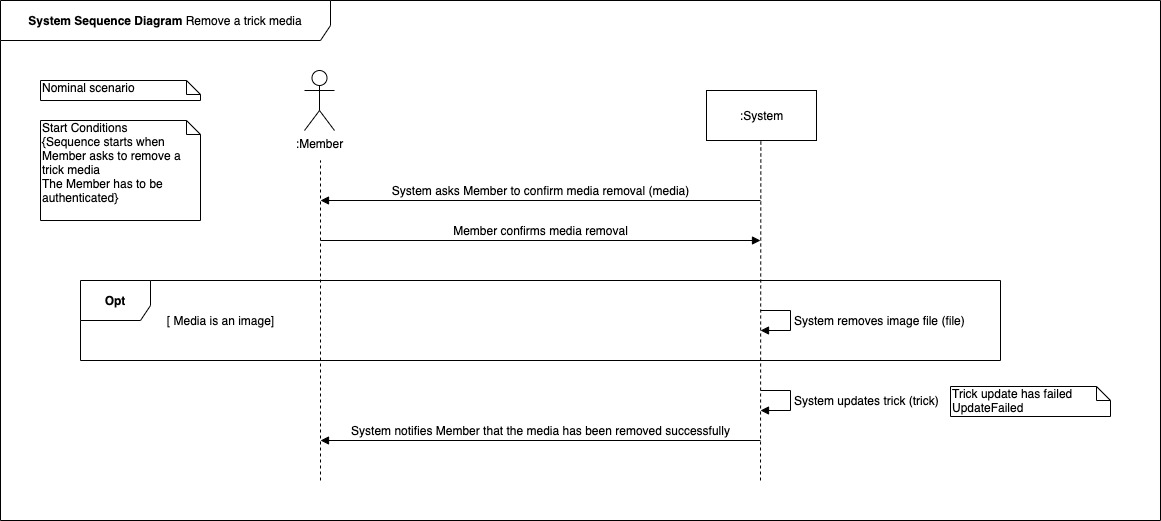 System Sequence Diagram Remove a trick media
Nominal scenario
Start Conditions
{Sequence starts when
Member asks to remove a
trick media
The Member has to be
authenticated}
:Member
:System
System asks Member to confirm media removal (media)
Member confirms media removal
Opt
[ Media is an image]
System removes image file (file)
System updates trick (trick)
Trick update has failed
UpdateFailed
System notifies Member that the media has been removed successfully